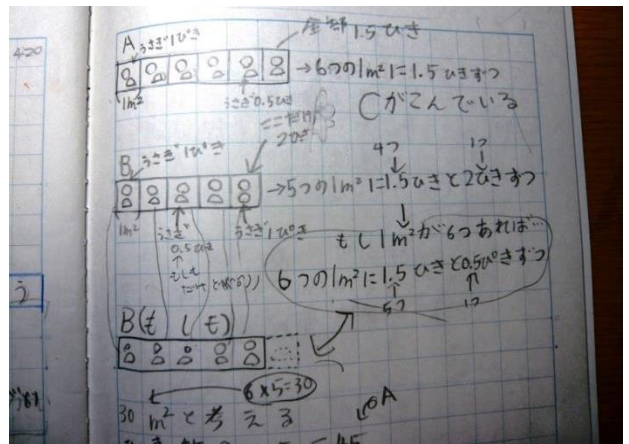 4/20
A うさぎ1ぴき
全部1.5ひき
→6つの1m²に1.5ひきずつ
1m²
うさぎ0.5ひき
Cがこんでいる
ここだけ
2ひき
B うさぎ1ぴき
4つ 1つ
→5つの1m²に1.5ひきと2ひきずつ
1m²
うさぎ
0.5ひき
うさぎ1ぴき
もし1m²が6つあれば…
6つの1m²に1.5ひきと0.5ひきずつ
5つ 1つ
B(もしも)
6×5=30
30m²と考える
A